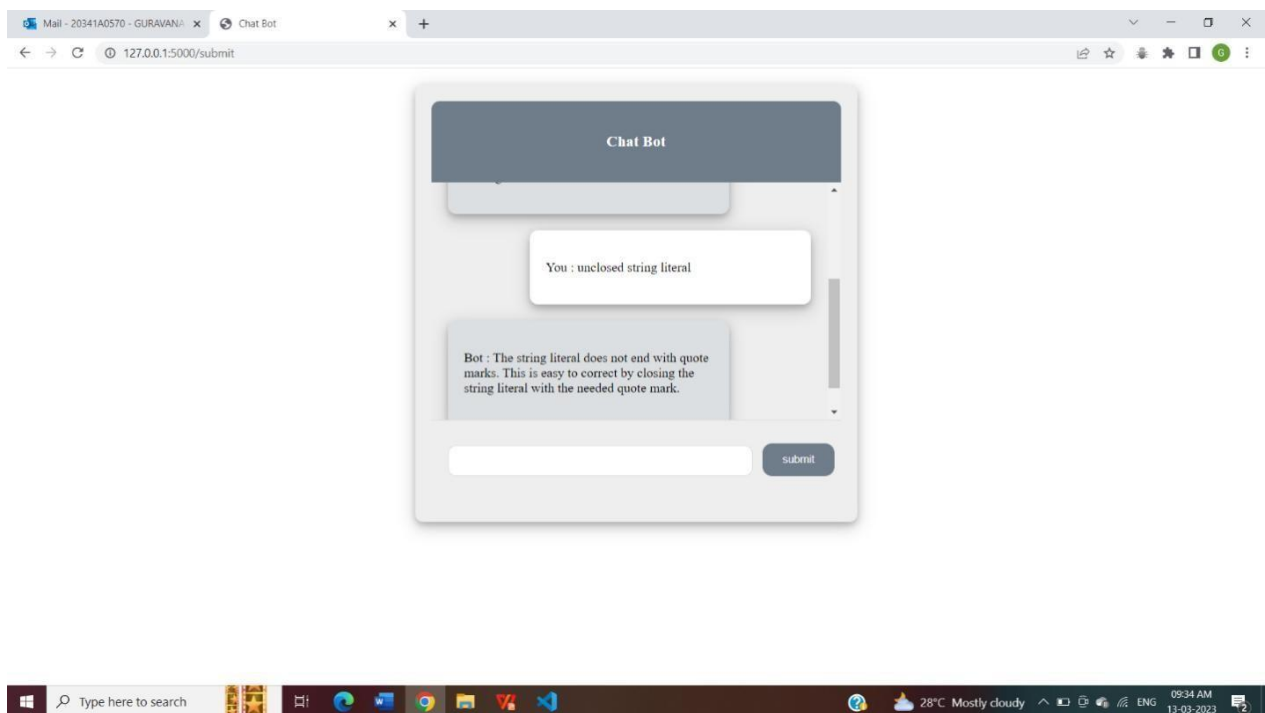 Mail - 20341A0570 - GURAVANA
Chat Bot
127.0.0.1:5000/submit
G
Chat Bot
You : unclosed string literal
Bot : The string literal does not end with quote
marks. This is easy to correct by closing the
string literal with the needed quote mark.
submit
Type here to search
28°C Mostly cloudy
ENG
09:34 AM
13-03-2023
2